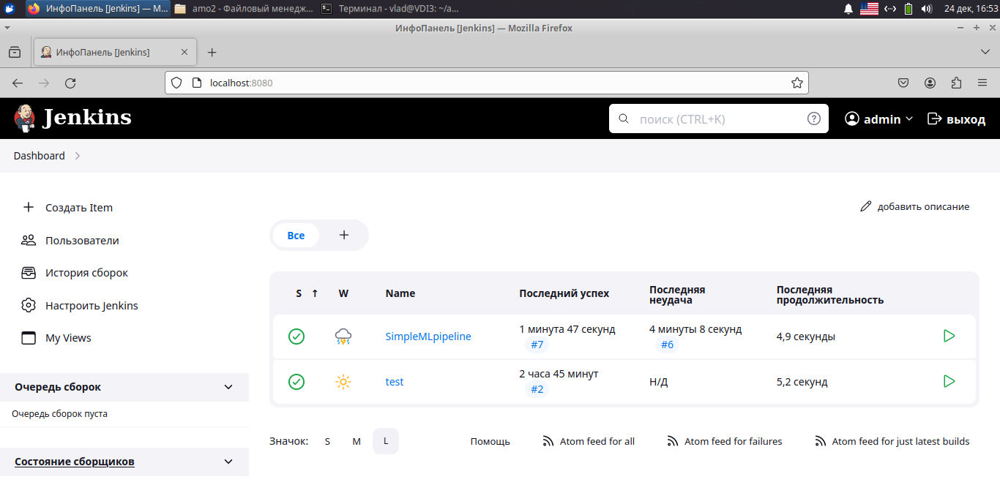 ИнфоПанель [Jenkins] — M...
amo2 - Файловый менедж...
Терминал - vlad@VDI3: ~/a...
24 дек, 16:53
ИнфоПанель [Jenkins] — Mozilla Firefox
ИнфоПанель [Jenkins]
localhost:8080
Jenkins
поиск (CTRL+K)
admin
выход
Dashboard
Создать Item
Пользователи
История сборок
Настроить Jenkins
My Views
Очередь сборок
Очередь сборок пуста
Состояние сборщиков
добавить описание
Все
S ↑ W Name Последний успех Последняя неудача Последняя продолжительность
SimpleMLpipeline 1 минута 47 секунд #7 4 минуты 8 секунд #6 4,9 секунды
test 2 часа 45 минут #2 Н/Д 5,2 секунд
Значок: S M L
Помощь
Atom feed for all
Atom feed for failures
Atom feed for just latest builds